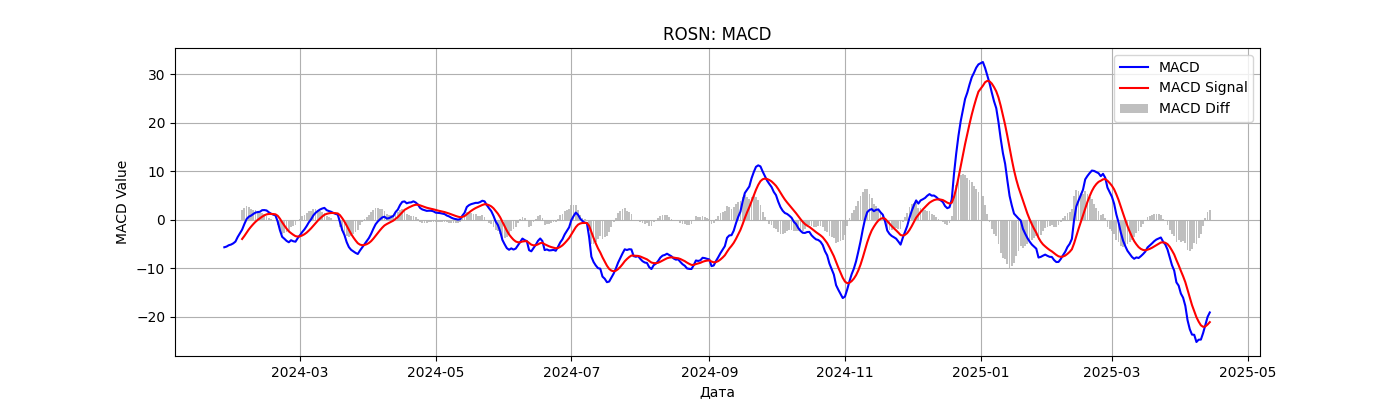 ROSN: MACD
MACD
MACD Signal
MACD Diff
MACD Value
30
20
10
0
−10
−20
2024-03 2024-05 2024-07 2024-09 2024-11 2025-01 2025-03 2025-05
Дата